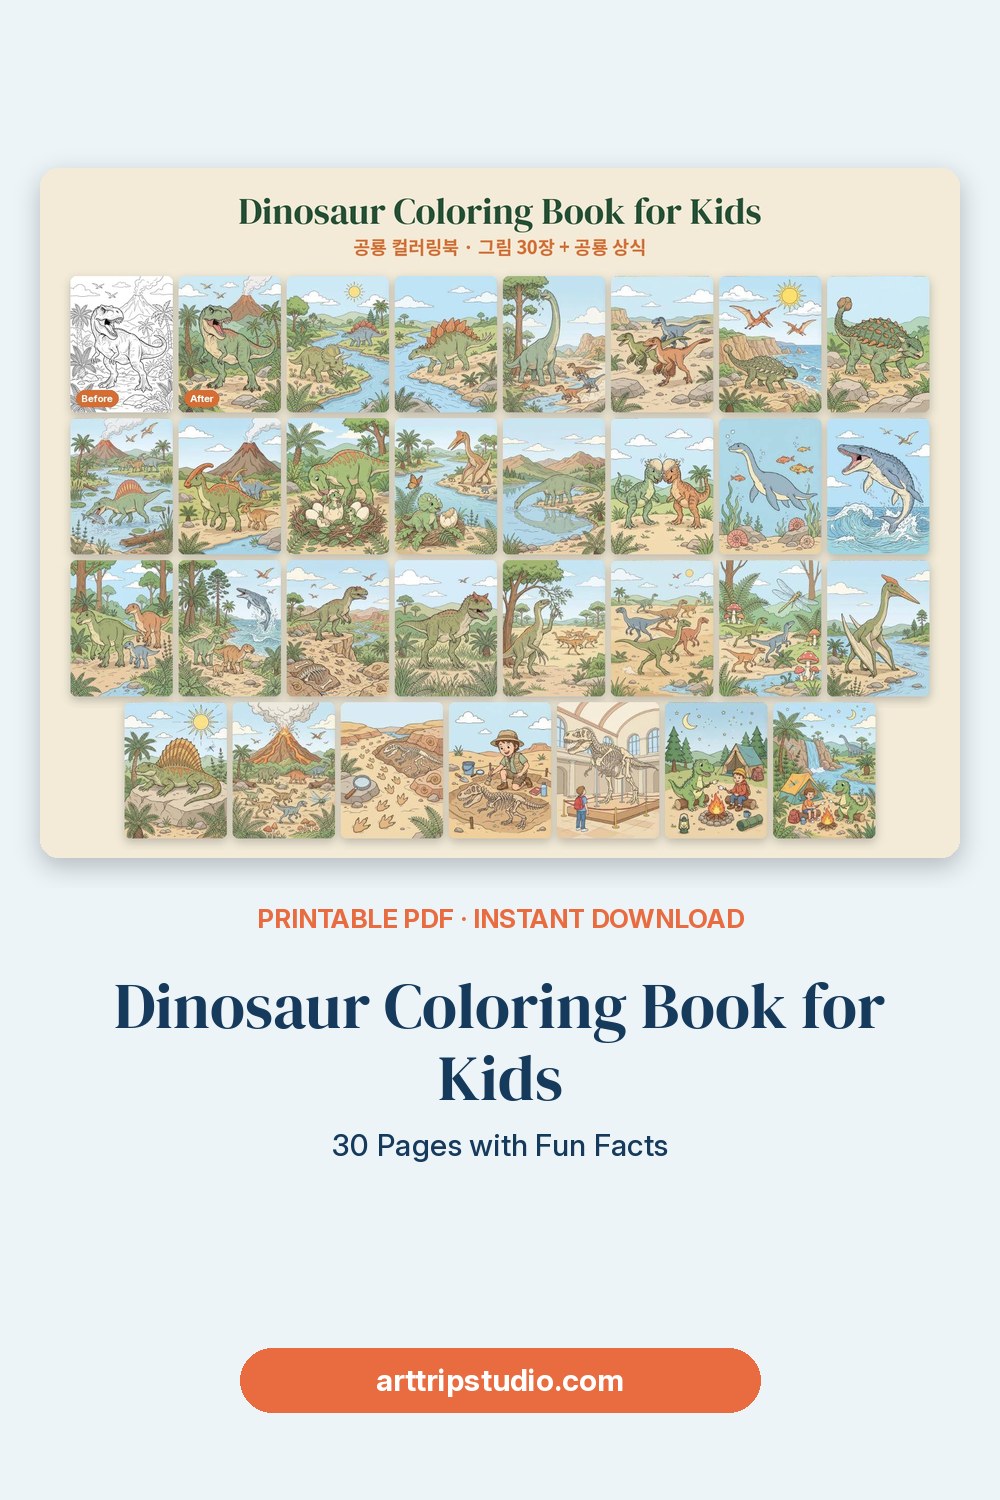 Dinosaur Coloring Book for Kids
공룡 컬러링북 · 그림 30장 + 공룡 상식
Before
After
PRINTABLE PDF · INSTANT DOWNLOAD
Dinosaur Coloring Book for
Kids
30 Pages with Fun Facts
arttripstudio.com